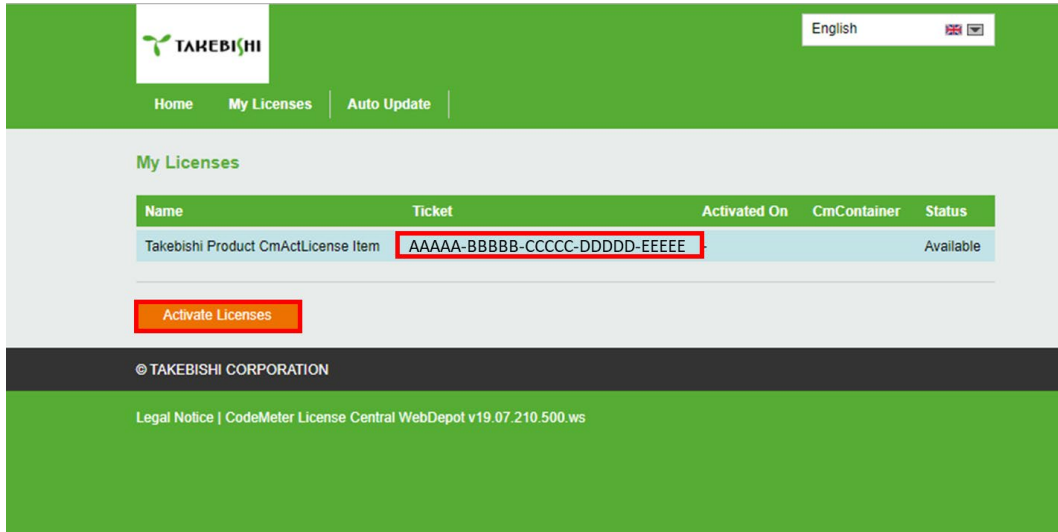 TAKEBISHI
English
Home My Licenses Auto Update
My Licenses
Name Ticket Activated On CmContainer Status
Takebishi Product CmActLicense Item AAAAA-BBBBB-CCCCC-DDDDD-EEEEE - Available
Activate Licenses
© TAKEBISHI CORPORATION
Legal Notice | CodeMeter License Central WebDepot v19.07.210.500.ws